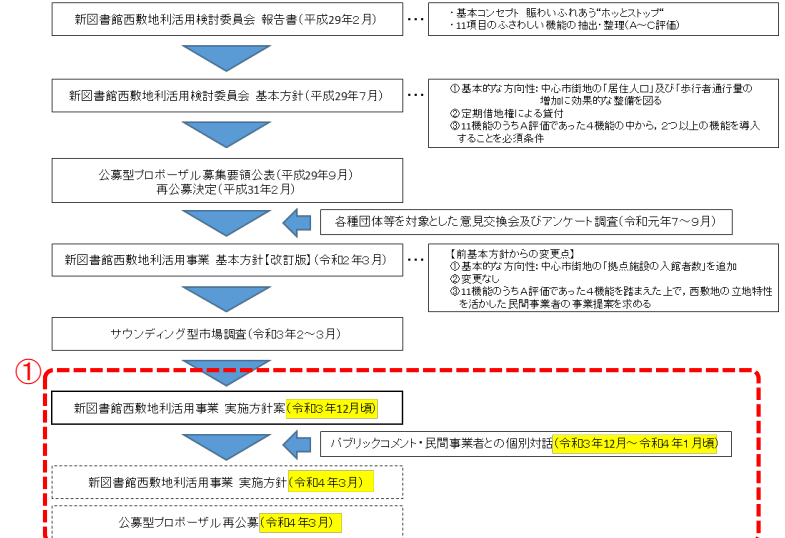 新図書館西敷地利活用検討委員会 報告書(平成29年2月)
・・・
・基本コンセプト 賑わいふれあう“ホッとストップ“
・11項目のふさわしい機能の抽出・整理(A~C評価)
新図書館西敷地利活用検討委員会 基本方針(平成29年7月)
・・・
①基本的な方向性:中心市街地の「居住人口」及び「歩行者通行量の
増加に効果的な整備を図る
②定期借地権による貸付
③11機能のうちA評価であった4機能の中から,2つ以上の機能を導入
することを必須条件
公募型プロポーザル募集要領公表(平成29年9月)
再公募決定(平成31年2月)
各種団体等を対象とした意見交換会及びアンケート調査(令和元年7~9月)
新図書館西敷地利活用事業 基本方針【改訂版】(令和2年3月)
・・・
【前基本方針からの変更点】
①基本的な方向性:中心市街地の「拠点施設の入館者数」を追加
②変更なし
③11機能のうちA評価であった4機能を踏まえた上で,西敷地の立地特性
を活かした民間事業者の事業提案を求める
サウンディング型市場調査(令和3年2~3月)
①
新図書館西敷地利活用事業 実施方針案(令和3年12月頃)
パブリックコメント・民間事業者との個別対話(令和3年12月~令和4年1月頃)
新図書館西敷地利活用事業 実施方針(令和4年3月)
公募型プロポーザル再公募(令和4年3月)